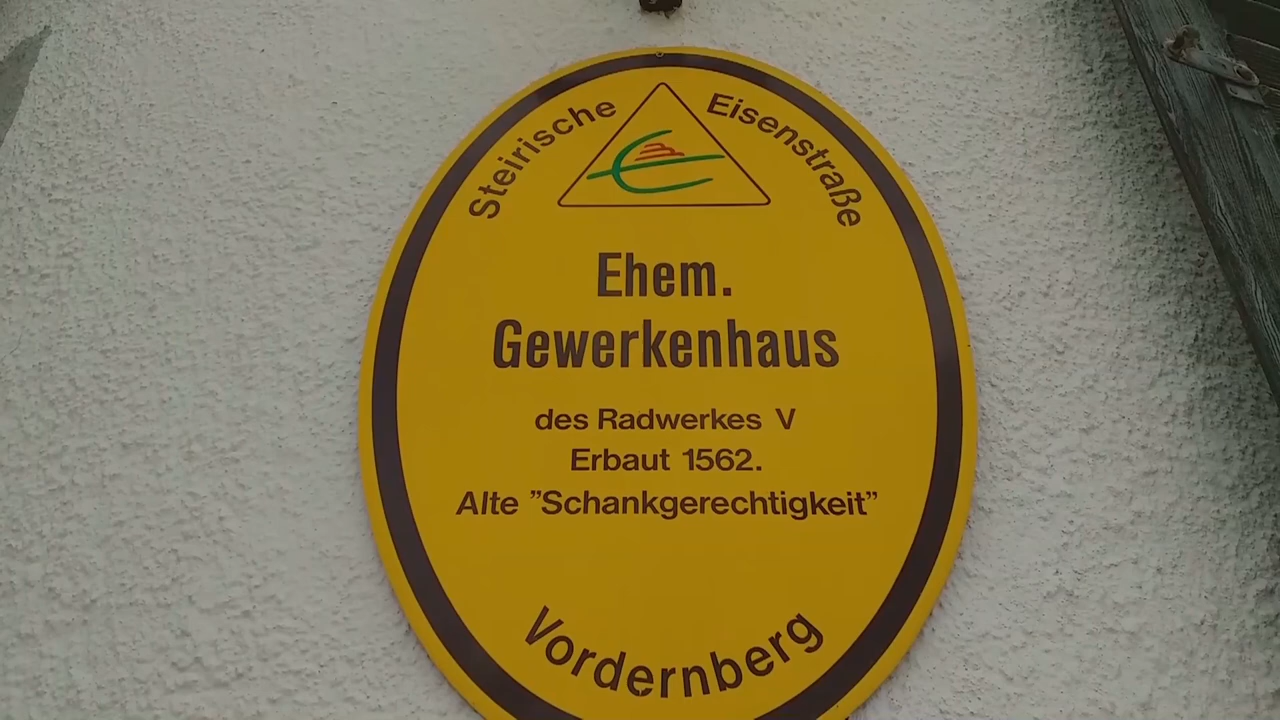 Steirische Eisenstraße
Ehem.
Gewerkenhaus
des Radwerkes V
Erbaut 1562.
Alte ”Schankgerechtigkeit”
Vordernberg